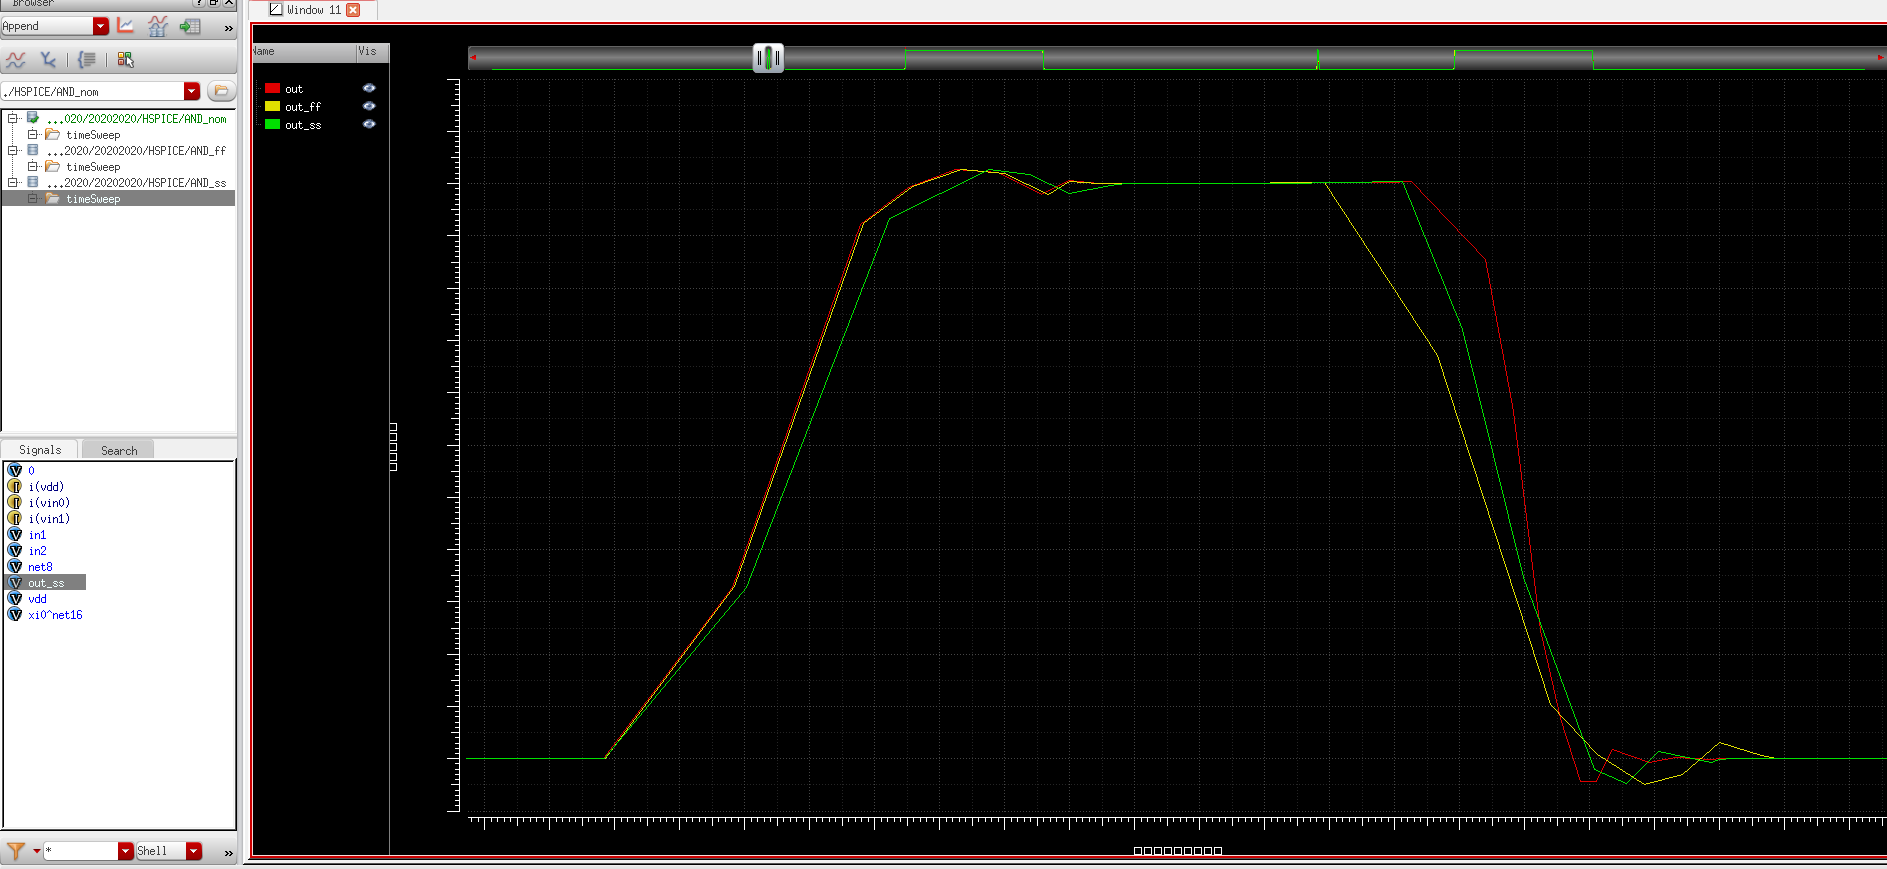 Browser
Append
»
./HSPICE/AND_nom
...020/20202020/HSPICE/AND_nom
timeSweep
...2020/20202020/HSPICE/AND_ff
timeSweep
...2020/20202020/HSPICE/AND_ss
timeSweep
Signals
Search
0
i(vdd)
i(vin0)
i(vin1)
in1
in2
net8
out_ss
vdd
xi0^net16
*
Shell
»
Window 11
Name
Vis
out
out_ff
out_ss